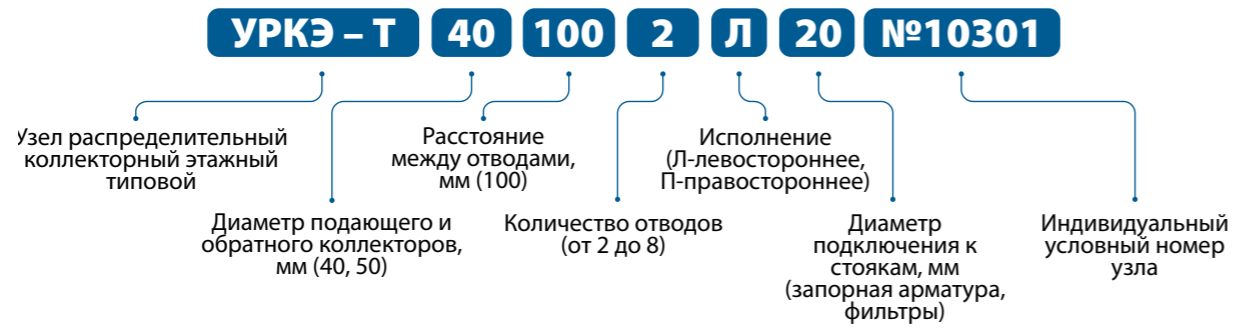 УРКЭ – Т 40 100 2 Л 20 №10301
Узел распределительный
коллекторный этажный
типовой
Расстояние
между отводами,
мм (100)
Исполнение
(Л-левостороннее,
П-правостороннее)
Диаметр подающего и
обратного коллекторов,
мм (40, 50)
Количество отводов
(от 2 до 8)
Диаметр
подключения к
стоякам, мм
(запорная арматура,
фильтры)
Индивидуальный
условный номер
узла